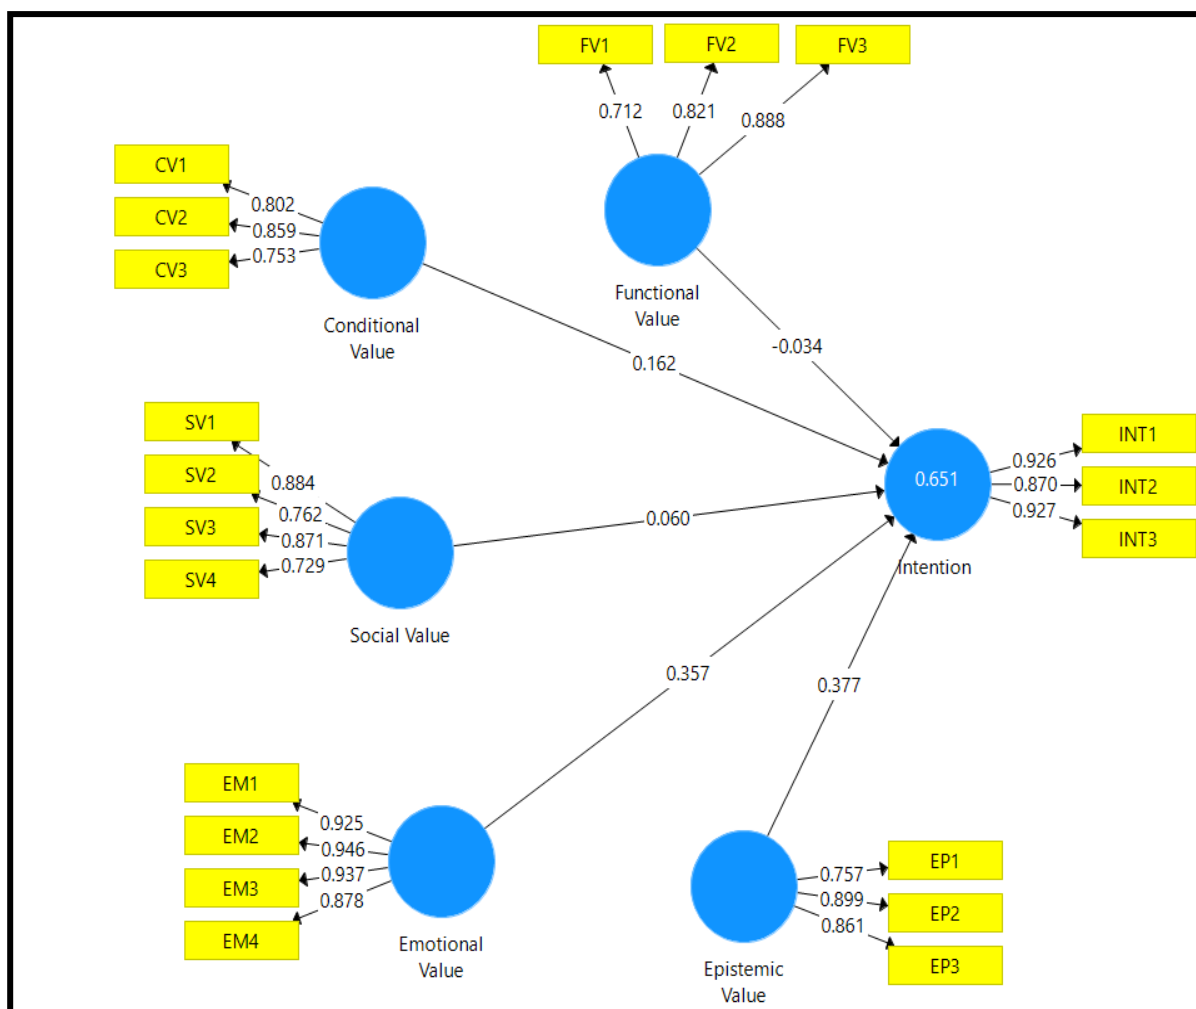 FV1
FV2
FV3
0.712
0.821
0.888
CV1
CV2
CV3
0.802
0.859
0.753
Conditional
Value
Functional
Value
-0.034
0.162
SV1
SV2
SV3
SV4
0.884
0.762
0.871
0.729
Social Value
0.060
0.651
Intention
0.926
0.870
0.927
INT1
INT2
INT3
0.357
0.377
EM1
EM2
EM3
EM4
0.925
0.946
0.937
0.878
Emotional
Value
0.757
0.899
0.861
EP1
EP2
EP3
Epistemic
Value